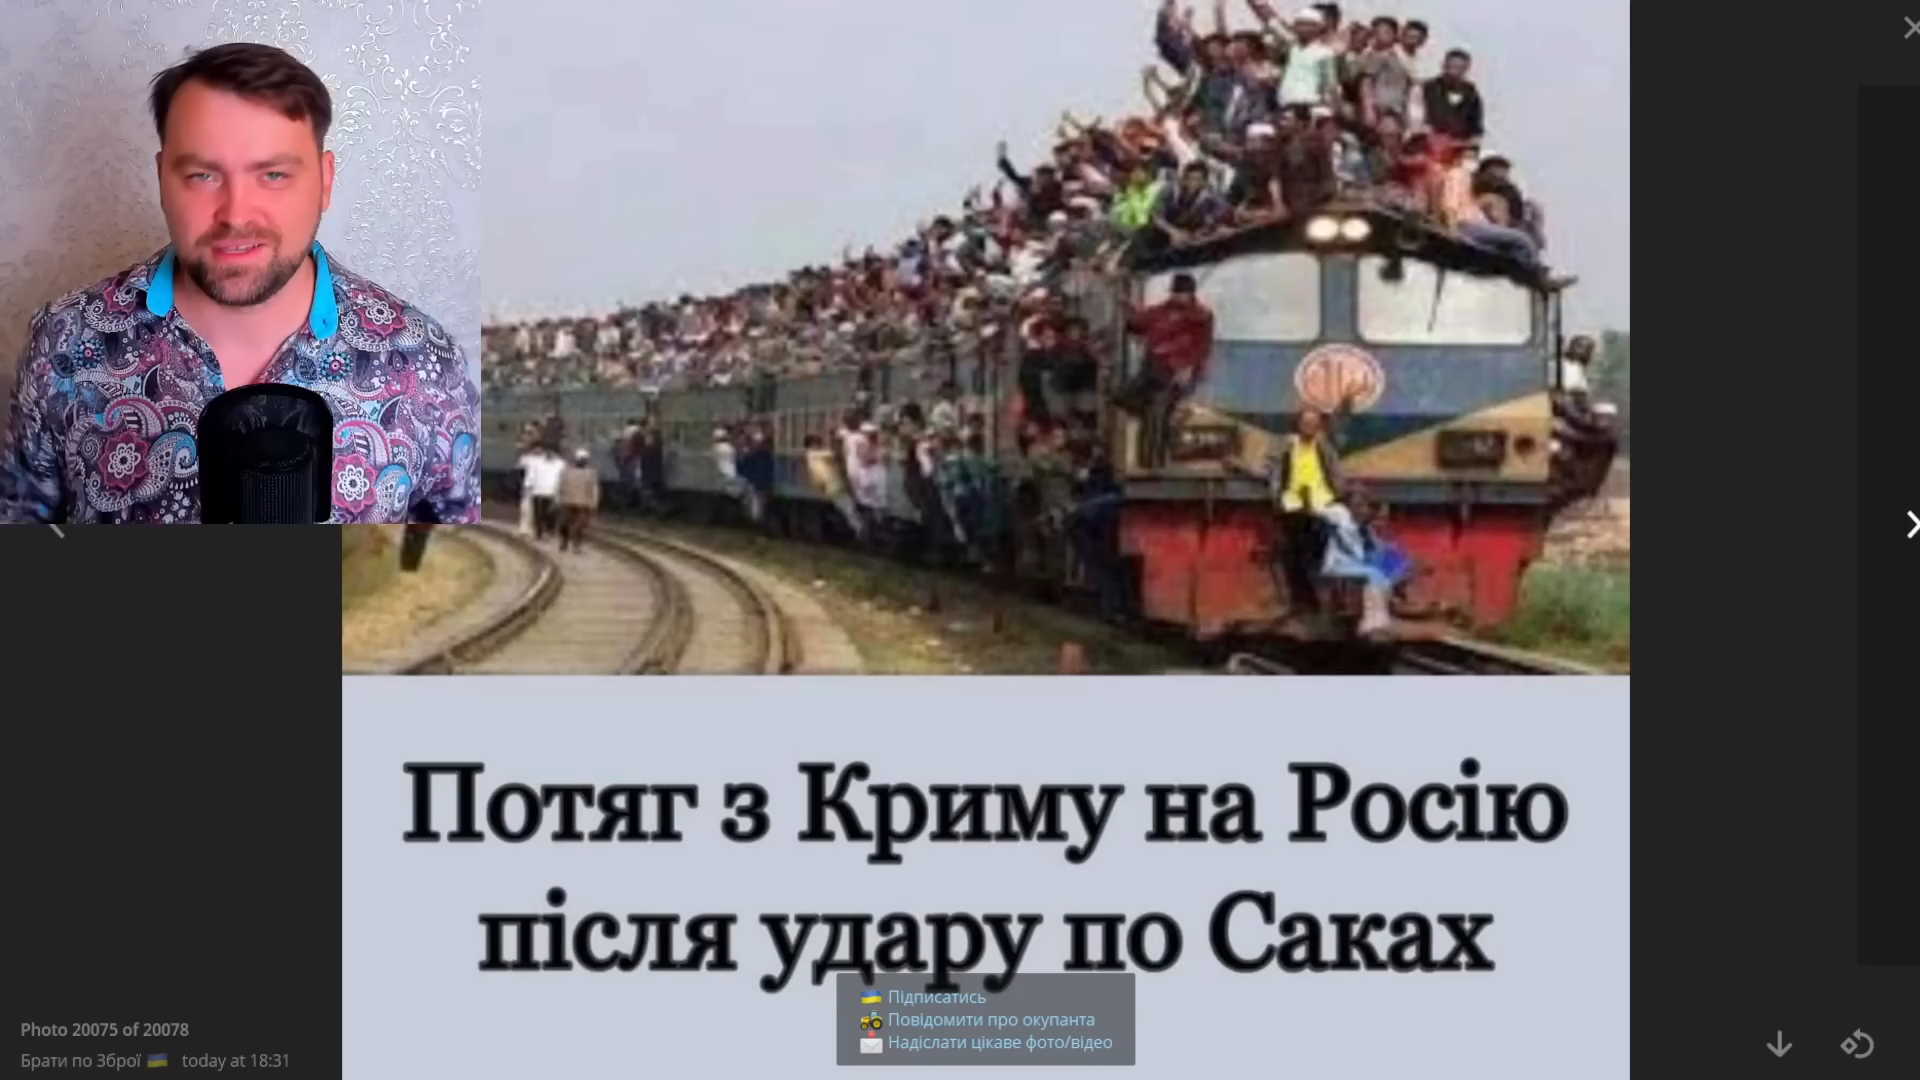 Потяг з Криму на Росію
після удару по Саках
🇺🇦 Підписатись
🚜 Повідомити про окупанта
📩 Надіслати цікаве фото/відео
Photo 20075 of 20078
Брати по Зброї 🇺🇦 today at 18:31